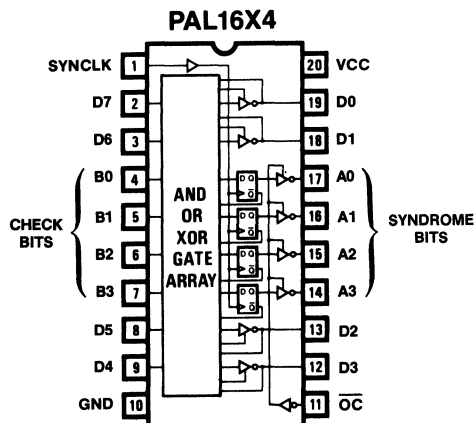 PAL16X4
SYNCLK 1 20 VCC
D7 2 19 D0
D6 3 18 D1
B0 4 D Q Q̅ 17 A0
B1 5 D Q Q̅ 16 A1
B2 6 D Q Q̅ 15 A2
B3 7 D Q Q̅ 14 A3
D5 8 13 D2
D4 9 12 D3
GND 10 11 O̅C̅
CHECK
BITS
AND
OR
XOR
GATE
ARRAY
SYNDROME
BITS